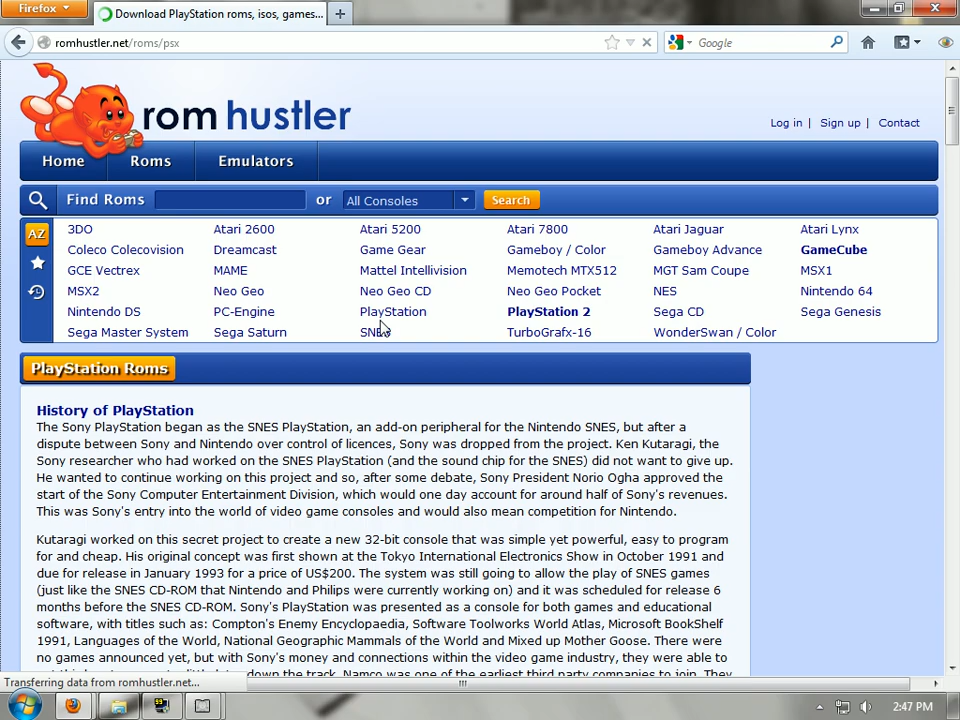 Firefox
Download PlayStation roms, isos, games...
romhustler.net/roms/psx
Google
rom hustler
Log in | Sign up | Contact
Home Roms Emulators
Find Roms or All Consoles Search
AZ
3DO Atari 2600 Atari 5200 Atari 7800 Atari Jaguar Atari Lynx
Coleco Colecovision Dreamcast Game Gear Gameboy / Color Gameboy Advance GameCube
GCE Vectrex MAME Mattel Intellivision Memotech MTX512 MGT Sam Coupe MSX1
MSX2 Neo Geo Neo Geo CD Neo Geo Pocket NES Nintendo 64
Nintendo DS PC-Engine PlayStation PlayStation 2 Sega CD Sega Genesis
Sega Master System Sega Saturn SNES TurboGrafx-16 WonderSwan / Color
PlayStation Roms
History of PlayStation
The Sony PlayStation began as the SNES PlayStation, an add-on peripheral for the Nintendo SNES, but after a
dispute between Sony and Nintendo over control of licences, Sony was dropped from the project. Ken Kutaragi, the
Sony researcher who had worked on the SNES PlayStation (and the sound chip for the SNES) did not want to give up.
He wanted to continue working on this project and so, after some debate, Sony President Norio Ogha approved the
start of the Sony Computer Entertainment Division, which would one day account for around half of Sony's revenues.
This was Sony's entry into the world of video game consoles and would also mean competition for Nintendo.
Kutaragi worked on this secret project to create a new 32-bit console that was simple yet powerful, easy to program
for and cheap. His original concept was first shown at the Tokyo International Electronics Show in October 1991 and
due for release in January 1993 for a price of US$200. The system was still going to allow the play of SNES games
(just like the SNES CD-ROM that Nintendo and Philips were currently working on) and it was scheduled for release 6
months before the SNES CD-ROM. Sony's PlayStation was presented as a console for both games and educational
software, with titles such as: Compton's Enemy Encyclopaedia, Software Toolworks World Atlas, Microsoft BookShelf
1991, Languages of the World, National Geographic Mammals of the World and Mixed up Mother Goose. There were
no games announced yet, but with Sony's money and connections within the video game industry, they were able to
down the track. Namco was one of the earliest third party companies to join. They
Transferring data from romhustler.net...
2:47 PM